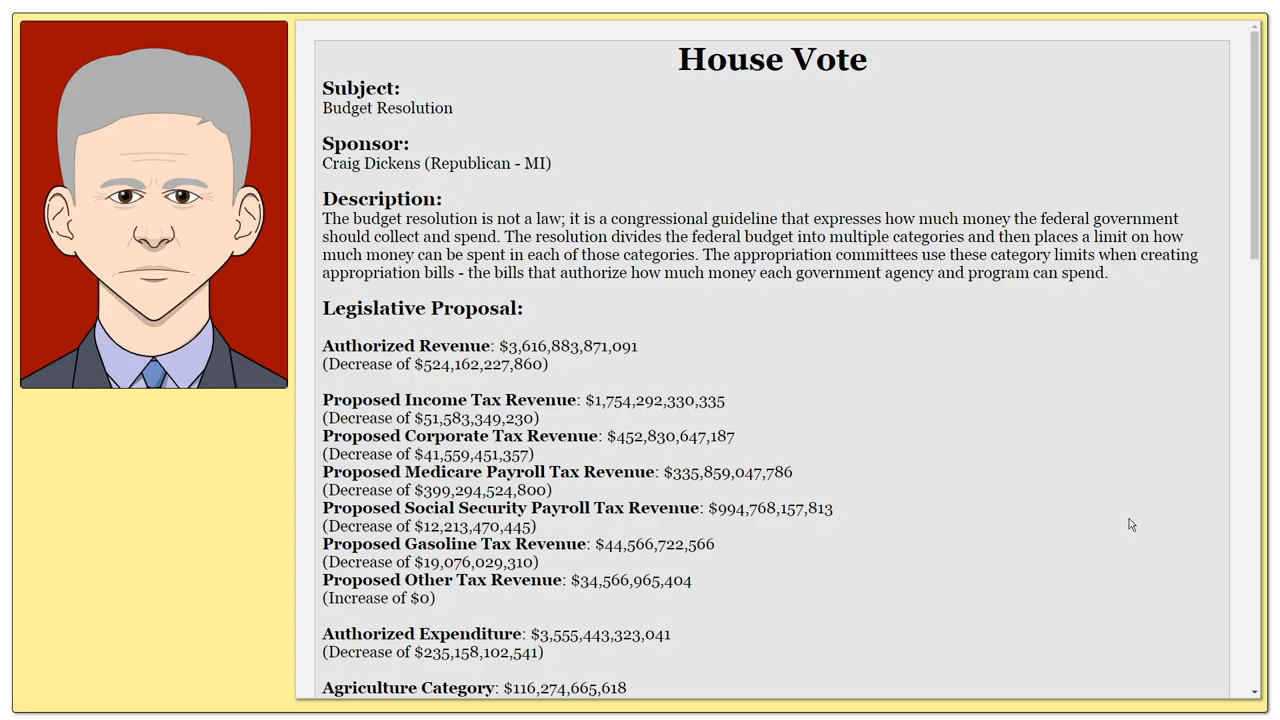 House Vote
Subject:
Budget Resolution
Sponsor:
Craig Dickens (Republican - MI)
Description:
The budget resolution is not a law; it is a congressional guideline that expresses how much money the federal government
should collect and spend. The resolution divides the federal budget into multiple categories and then places a limit on how
much money can be spent in each of those categories. The appropriation committees use these category limits when creating
appropriation bills - the bills that authorize how much money each government agency and program can spend.
Legislative Proposal:
Authorized Revenue: $3,616,883,871,091
(Decrease of $524,162,227,860)
Proposed Income Tax Revenue: $1,754,292,330,335
(Decrease of $51,583,349,230)
Proposed Corporate Tax Revenue: $452,830,647,187
(Decrease of $41,559,451,357)
Proposed Medicare Payroll Tax Revenue: $335,859,047,786
(Decrease of $399,294,524,800)
Proposed Social Security Payroll Tax Revenue: $994,768,157,813
(Decrease of $12,213,470,445)
Proposed Gasoline Tax Revenue: $44,566,722,566
(Decrease of $19,076,029,310)
Proposed Other Tax Revenue: $34,566,965,404
(Increase of $0)
Authorized Expenditure: $3,555,443,323,041
(Decrease of $235,158,102,541)
Agriculture Category: $116,274,665,618